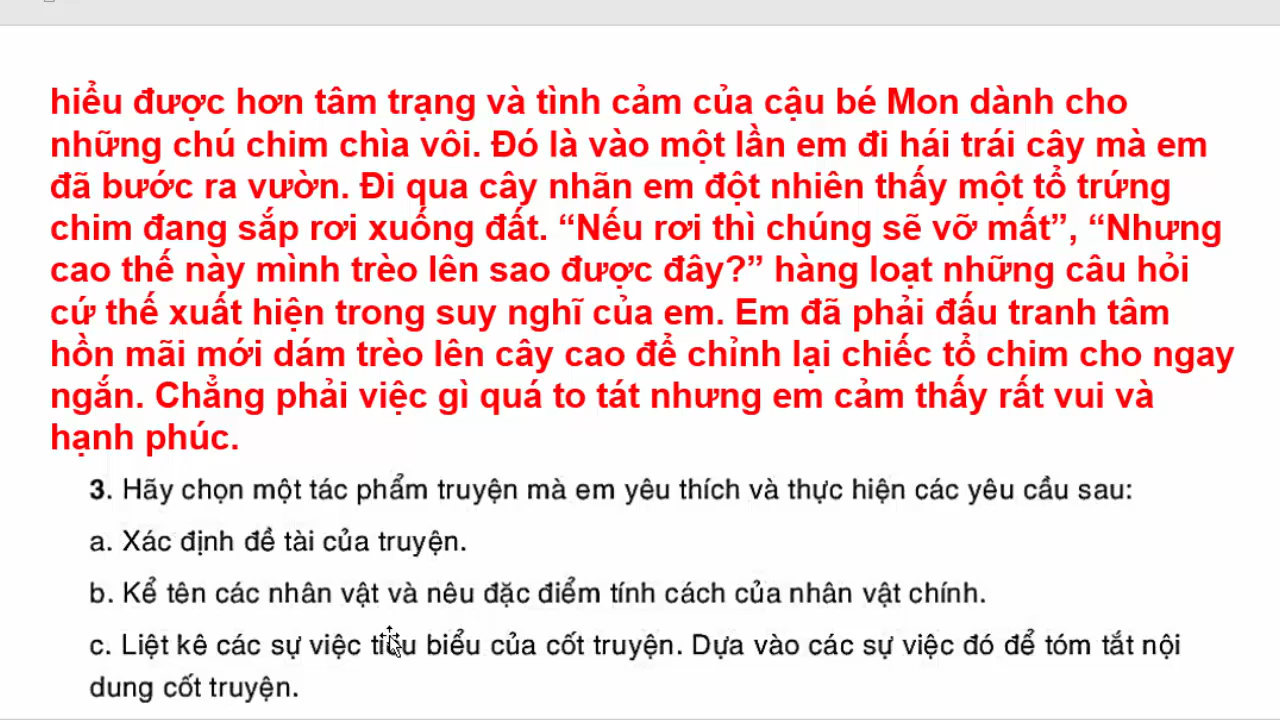 hiểu được hơn tâm trạng và tình cảm của cậu bé Mon dành cho
những chú chim chìa vôi. Đó là vào một lần em đi hái trái cây mà em
đã bước ra vườn. Đi qua cây nhãn em đột nhiên thấy một tổ trứng
chim đang sắp rơi xuống đất. “Nếu rơi thì chúng sẽ vỡ mất”, “Nhưng
cao thế này mình trèo lên sao được đây?” hàng loạt những câu hỏi
cứ thế xuất hiện trong suy nghĩ của em. Em đã phải đấu tranh tâm
hồn mãi mới dám trèo lên cây cao để chỉnh lại chiếc tổ chim cho ngay
ngắn. Chẳng phải việc gì quá to tát nhưng em cảm thấy rất vui và
hạnh phúc.
3. Hãy chọn một tác phẩm truyện mà em yêu thích và thực hiện các yêu cầu sau:
a. Xác định đề tài của truyện.
b. Kể tên các nhân vật và nêu đặc điểm tính cách của nhân vật chính.
c. Liệt kê các sự việc tiêu biểu của cốt truyện. Dựa vào các sự việc đó để tóm tắt nội
dung cốt truyện.